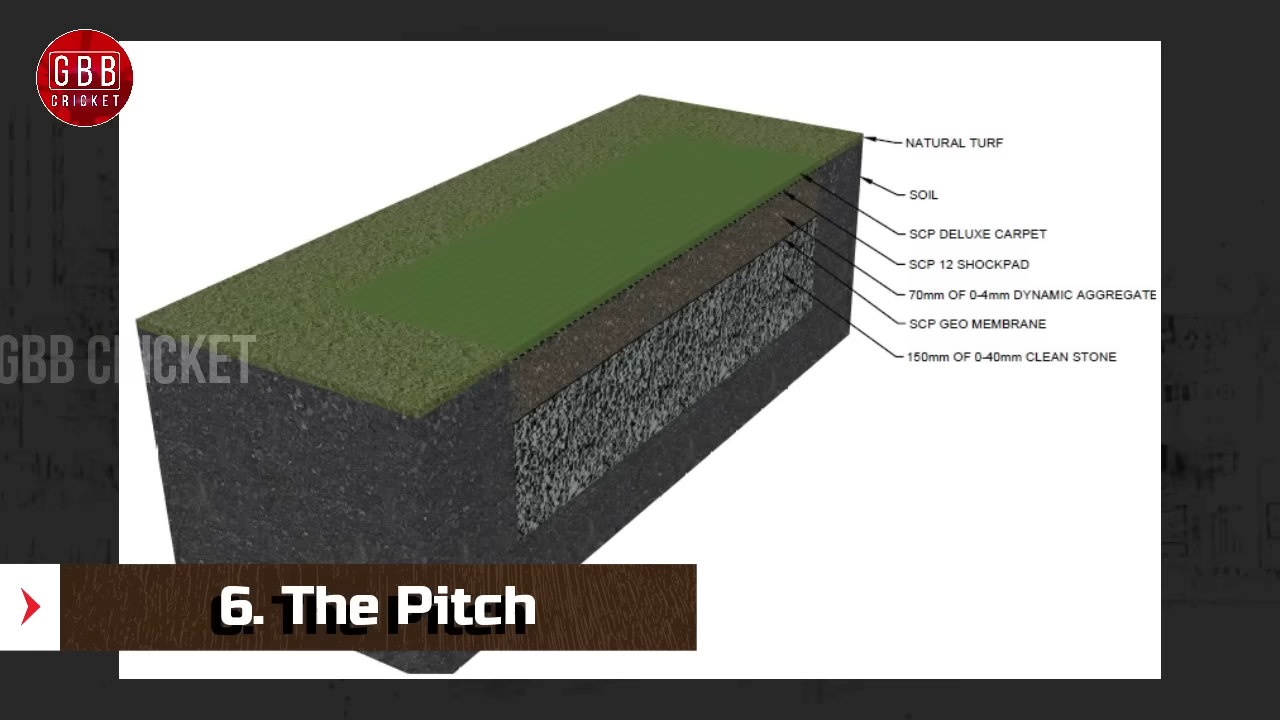 GBB
CRICKET
NATURAL TURF
SOIL
SCP DELUXE CARPET
SCP 12 SHOCKPAD
70mm OF 0-4mm DYNAMIC AGGREGATE
SCP GEO MEMBRANE
150mm OF 0-40mm CLEAN STONE
GBB CRICKET
6. The Pitch